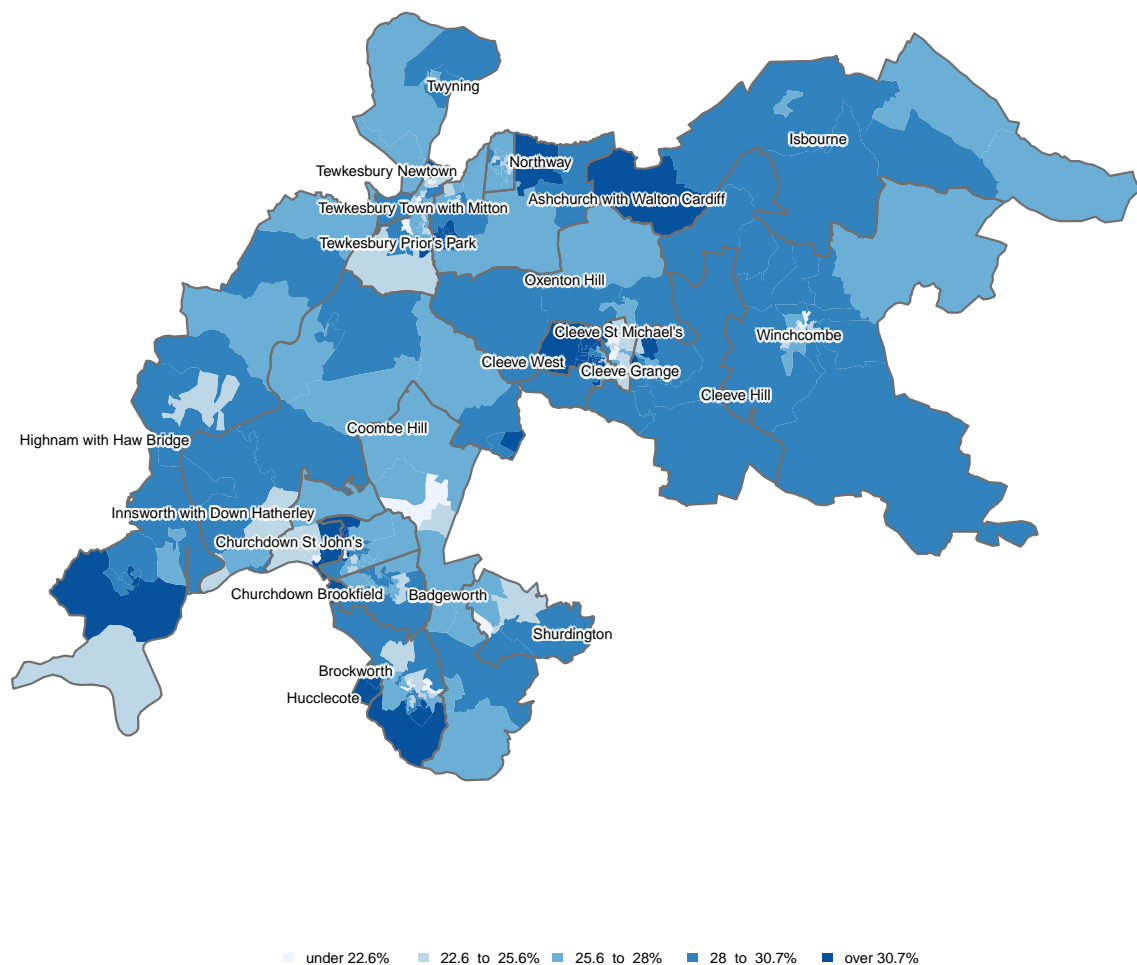 Twyning
Isbourne
Northway
Tewkesbury Newtown
Ashchurch with Walton Cardiff
Tewkesbury Town with Mitton
Tewkesbury Prior's Park
Oxenton Hill
Cleeve St Michael's
Winchcombe
Cleeve West
Cleeve Grange
Cleeve Hill
Coombe Hill
Highnam with Haw Bridge
Innsworth with Down Hatherley
Churchdown St John's
Churchdown Brookfield
Badgeworth
Shurdington
Brockworth
Hucclecote
under 22.6% 22.6 to 25.6% 25.6 to 28% 28 to 30.7% over 30.7%